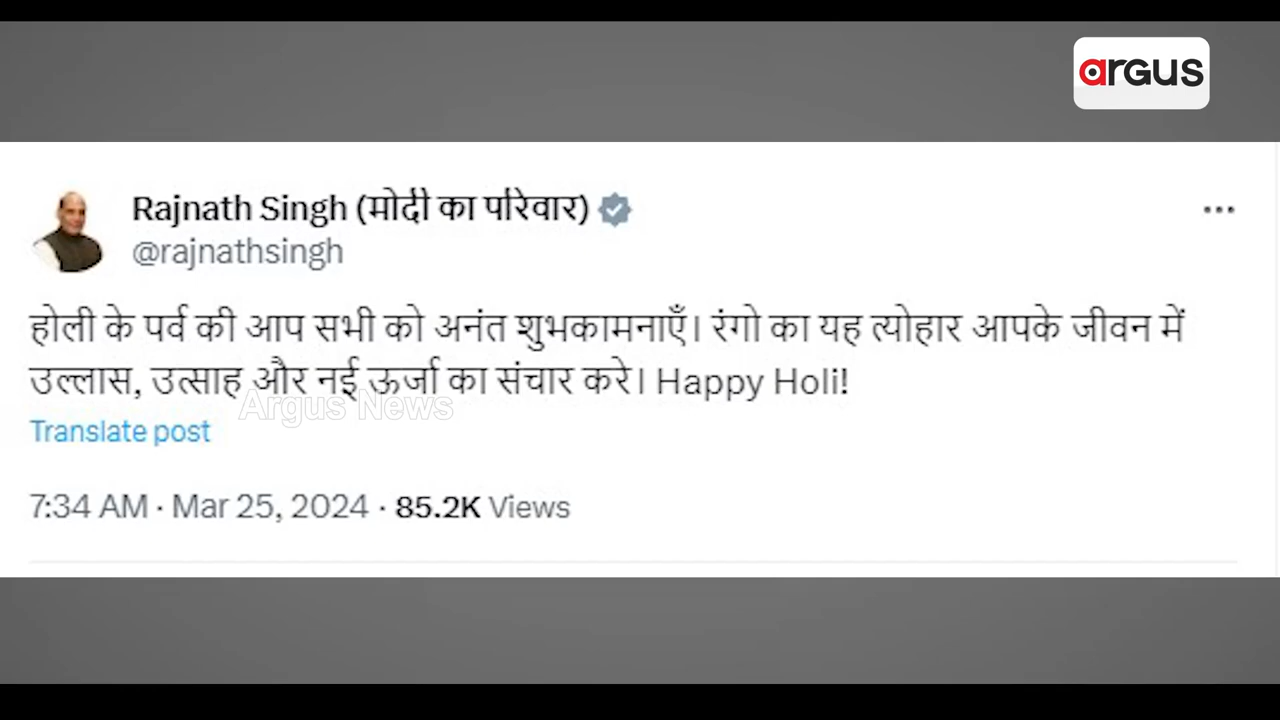 argus
Rajnath Singh (मोदी का परिवार)
@rajnathsingh
होली के पर्व की आप सभी को अनंत शुभकामनाएँ। रंगो का यह त्योहार आपके जीवन में
उल्लास, उत्साह और नई ऊर्जा का संचार करे। Happy Holi!
Argus News
Translate post
7:34 AM · Mar 25, 2024 · 85.2K Views